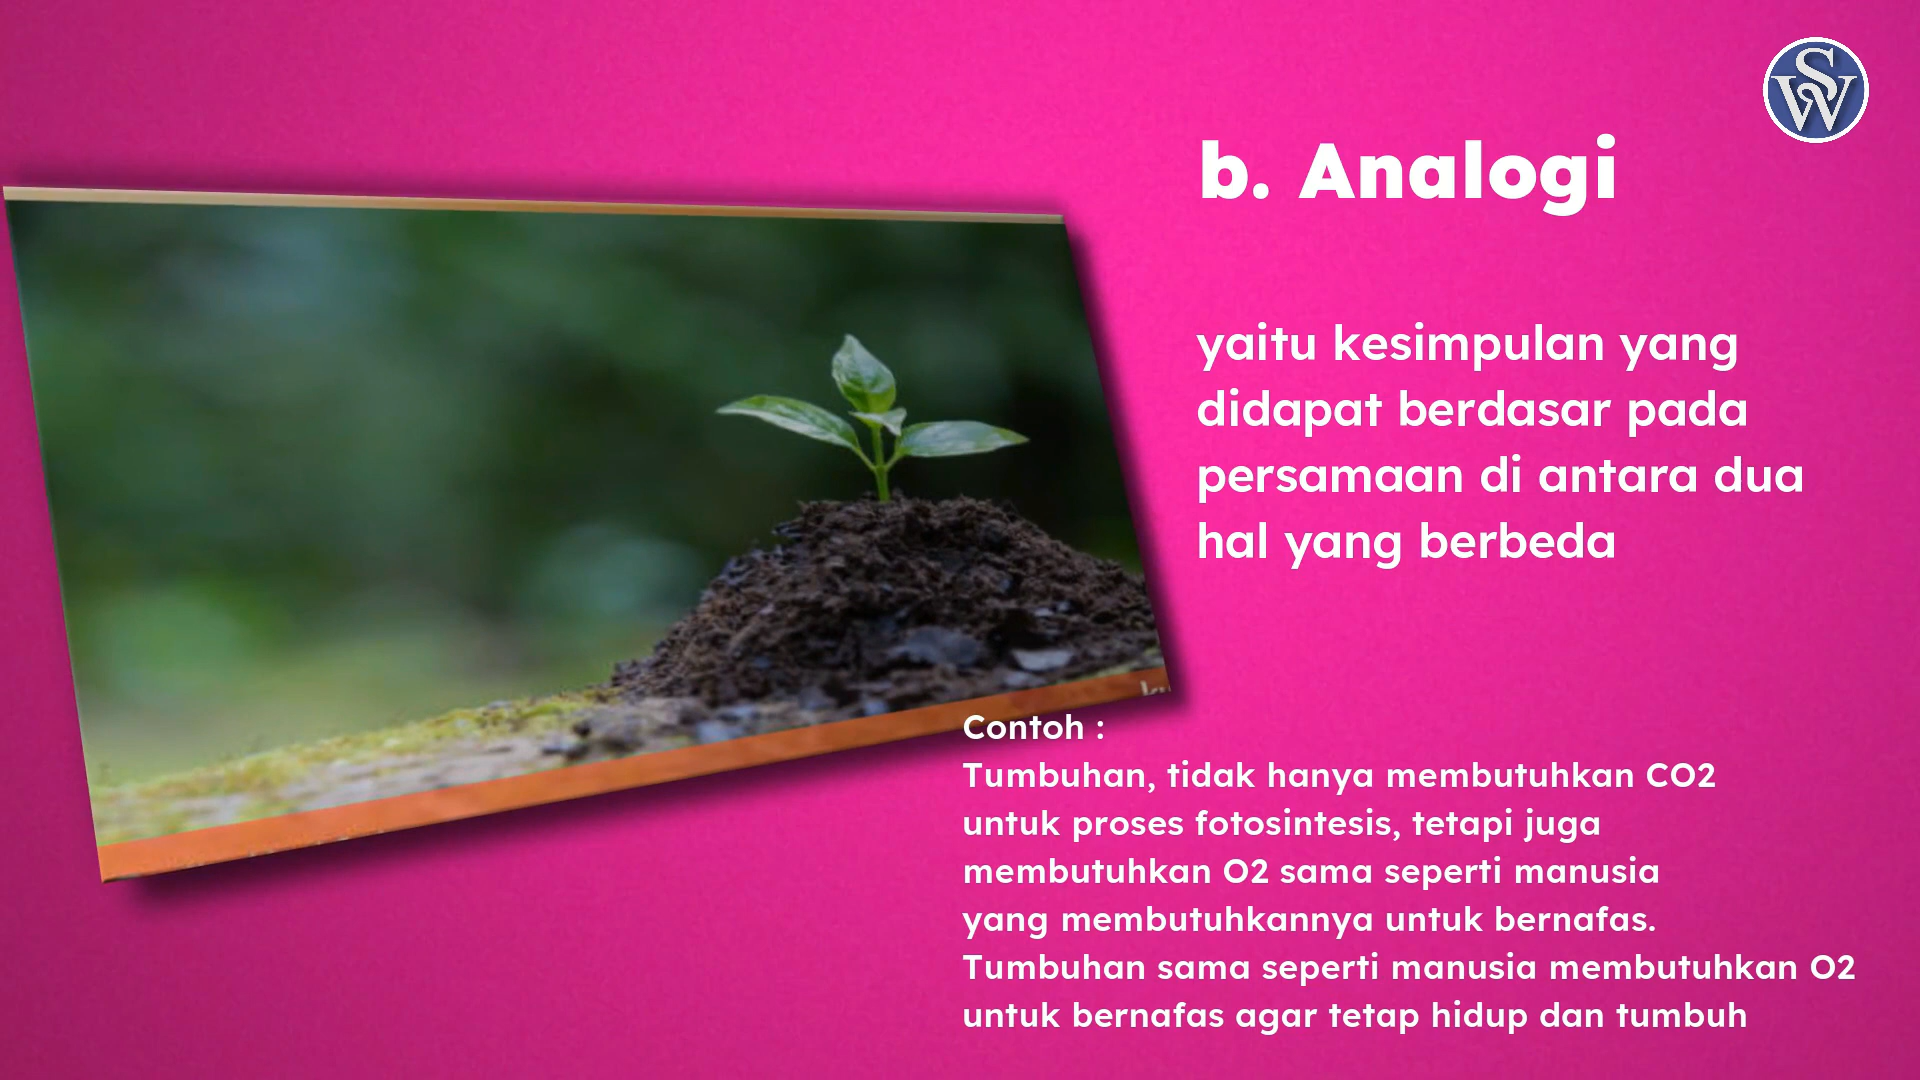 SW
b. Analogi
yaitu kesimpulan yang
didapat berdasar pada
persamaan di antara dua
hal yang berbeda
Contoh :
Tumbuhan, tidak hanya membutuhkan CO2
untuk proses fotosintesis, tetapi juga
membutuhkan O2 sama seperti manusia
yang membutuhkannya untuk bernafas.
Tumbuhan sama seperti manusia membutuhkan O2
untuk bernafas agar tetap hidup dan tumbuh